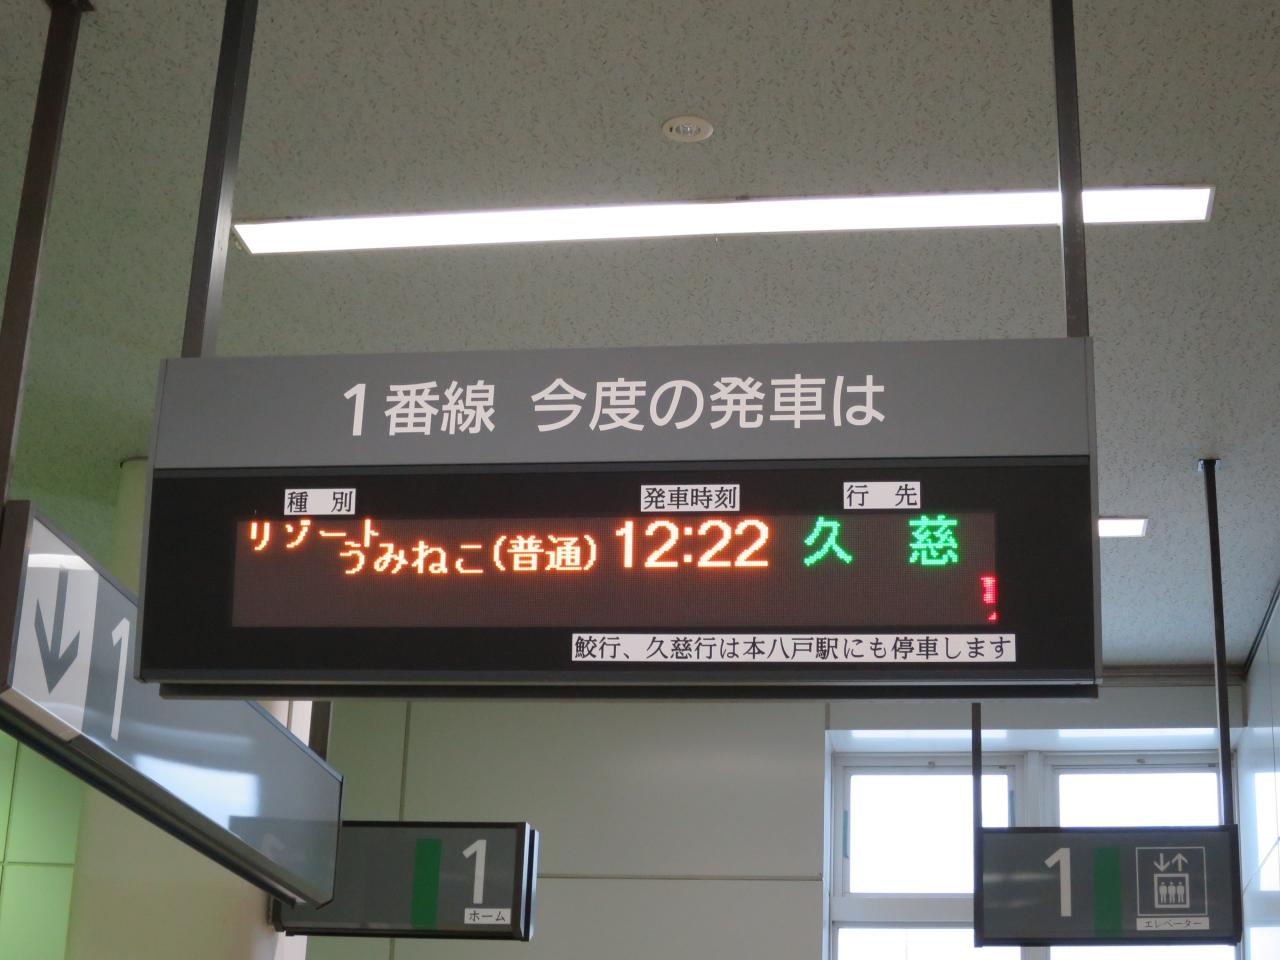 1番線 今度の発車は
種別 発車時刻 行先
リゾートうみねこ(普通) 12:22 久慈
鮫行、久慈行は本八戸駅にも停車します
1
1
ホーム
1
エレベーター